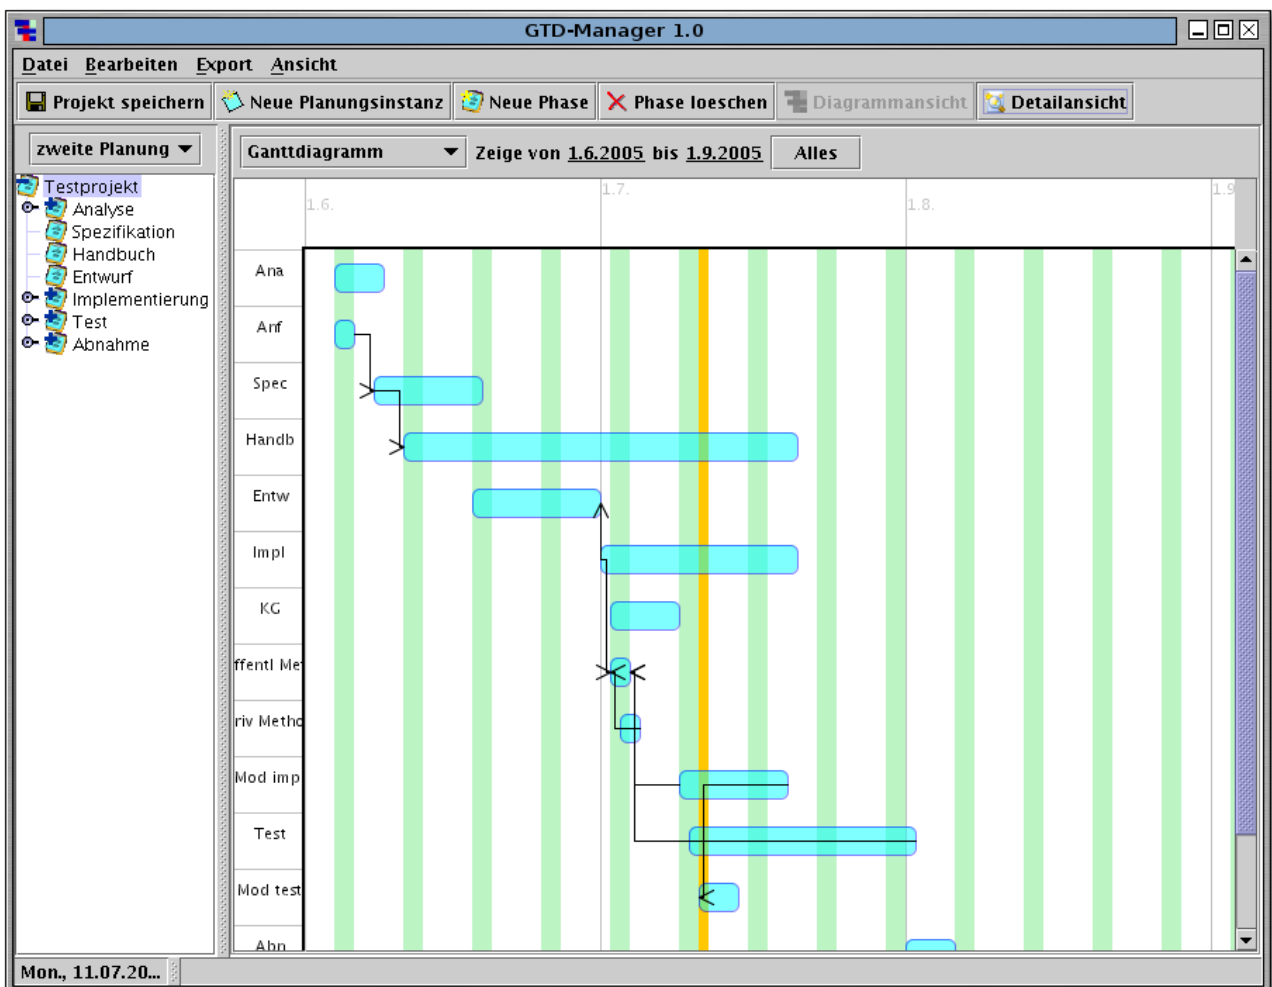 GTD-Manager 1.0
Datei Bearbeiten Export Ansicht
Projekt speichern Neue Planungsinstanz Neue Phase Phase loeschen Diagrammansicht Detailansicht
zweite Planung Ganttdiagramm Zeige von 1.6.2005 bis 1.9.2005 Alles
Testprojekt
Analyse
Spezifikation
Handbuch
Entwurf
Implementierung
Test
Abnahme
1.6. 1.7. 1.8. 1.9
Ana
Anf
Spec
Handb
Entw
Impl
KG
ffentl Me
riv Metho
Mod imp
Test
Mod test
Abn
Mon., 11.07.20...